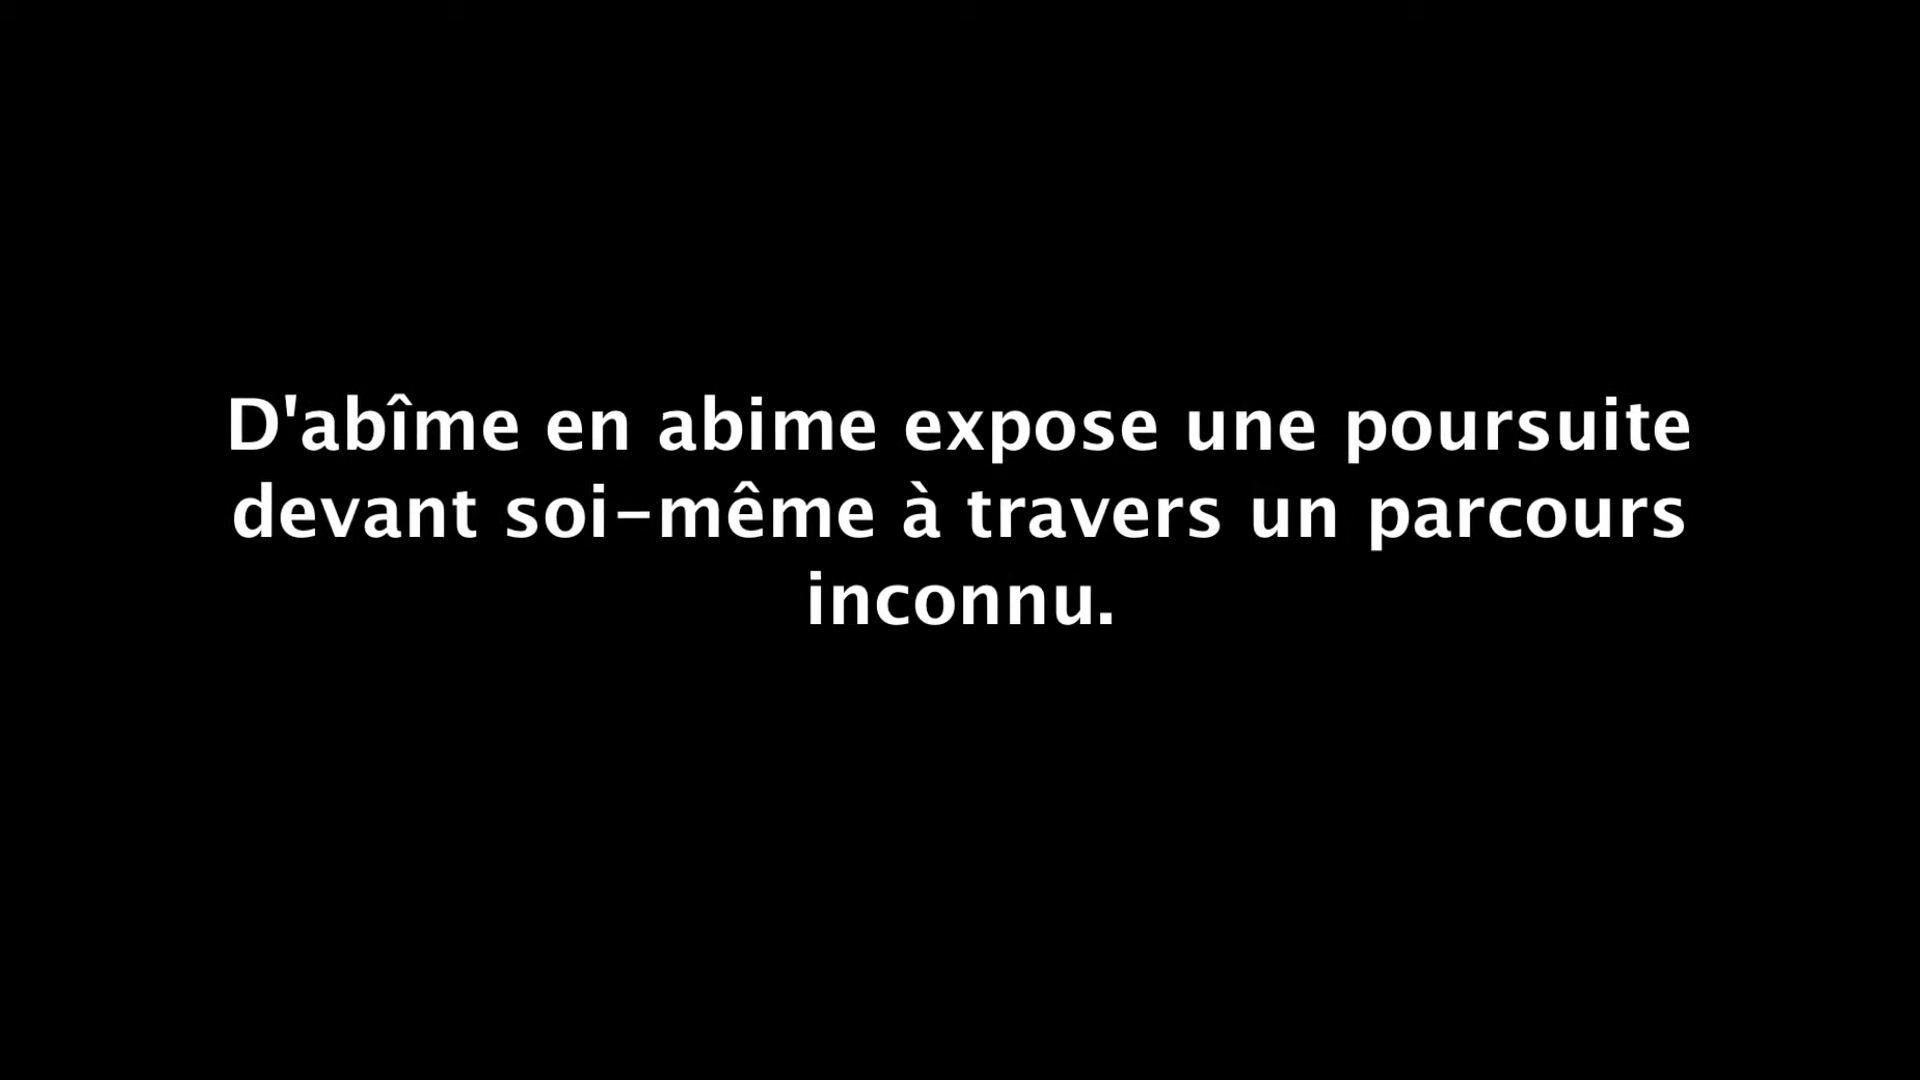 D'abîme en abime expose une poursuite
devant soi-même à travers un parcours
inconnu.